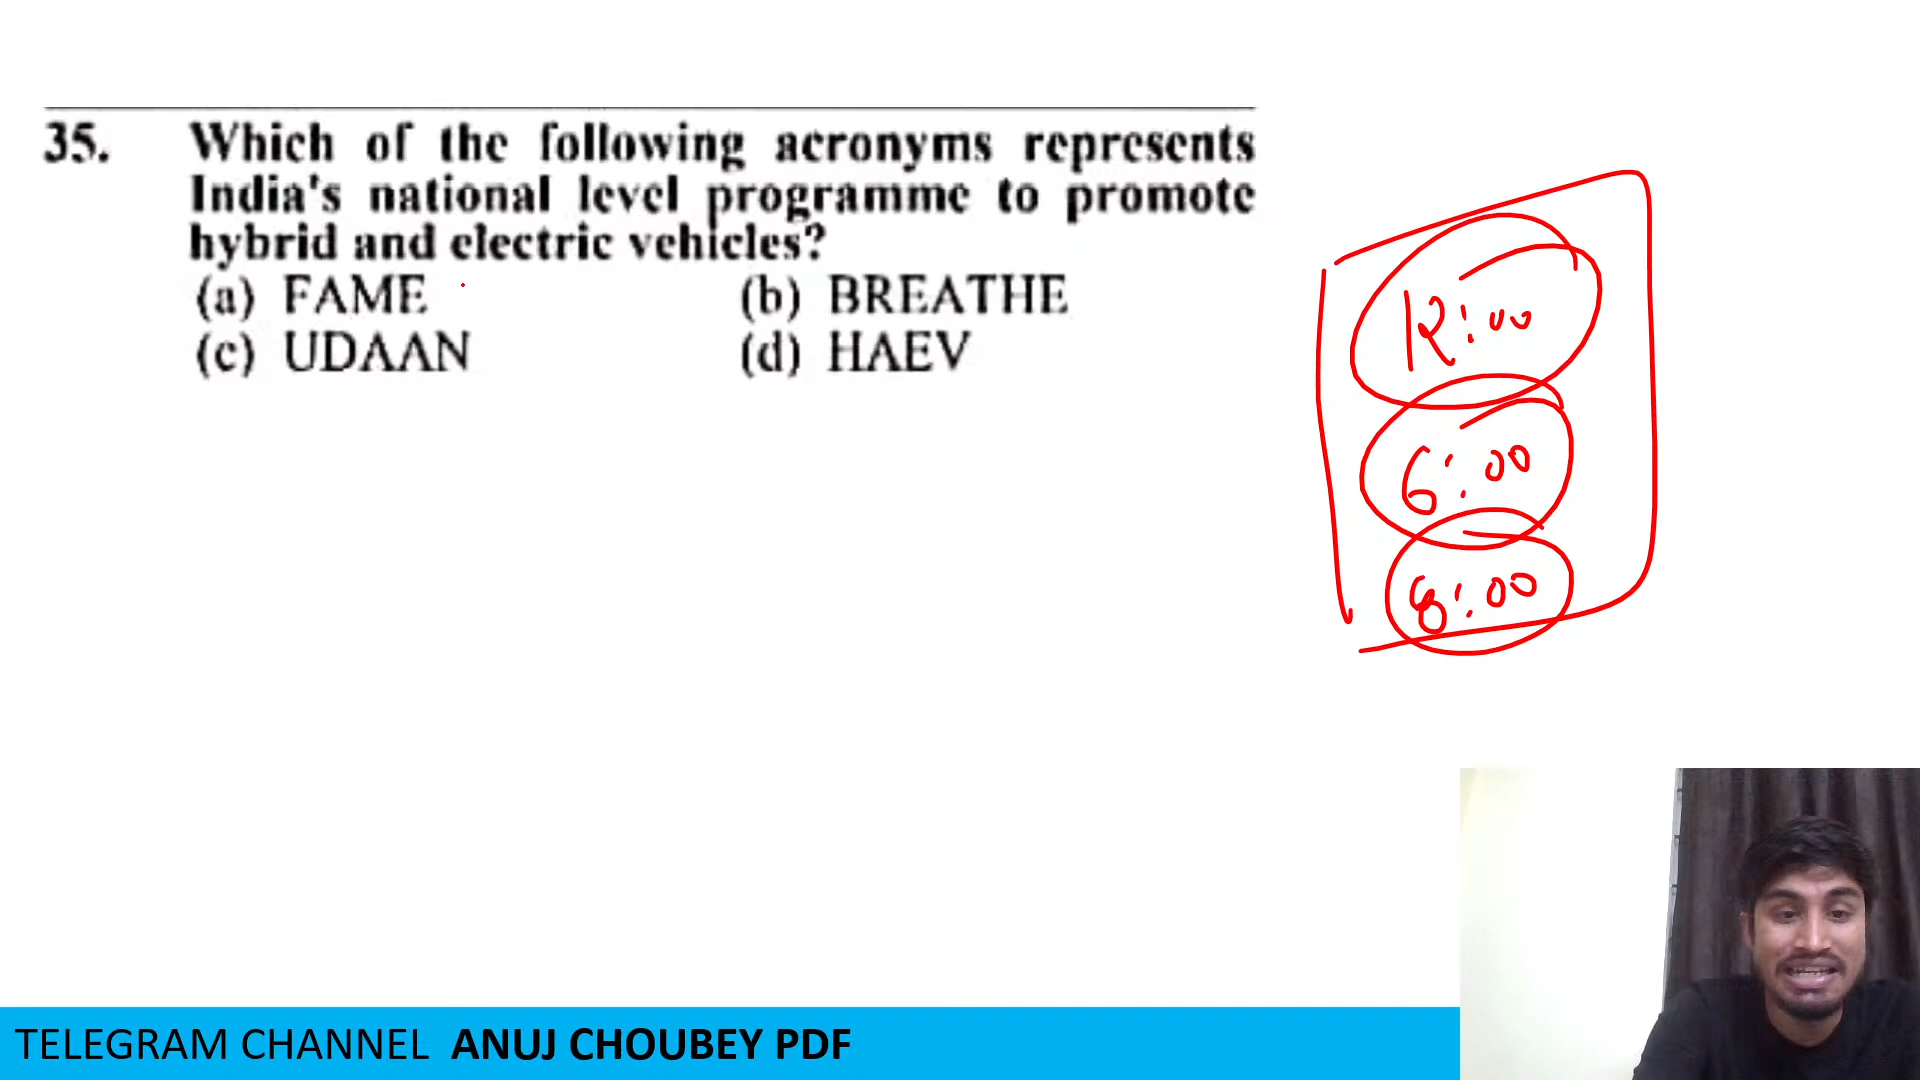 35. Which of the following acronyms represents
India's national level programme to promote
hybrid and electric vehicles?
(a) FAME (b) BREATHE
(c) UDAAN (d) HAEV
12:00
6:00
8:00
TELEGRAM CHANNEL ANUJ CHOUBEY PDF